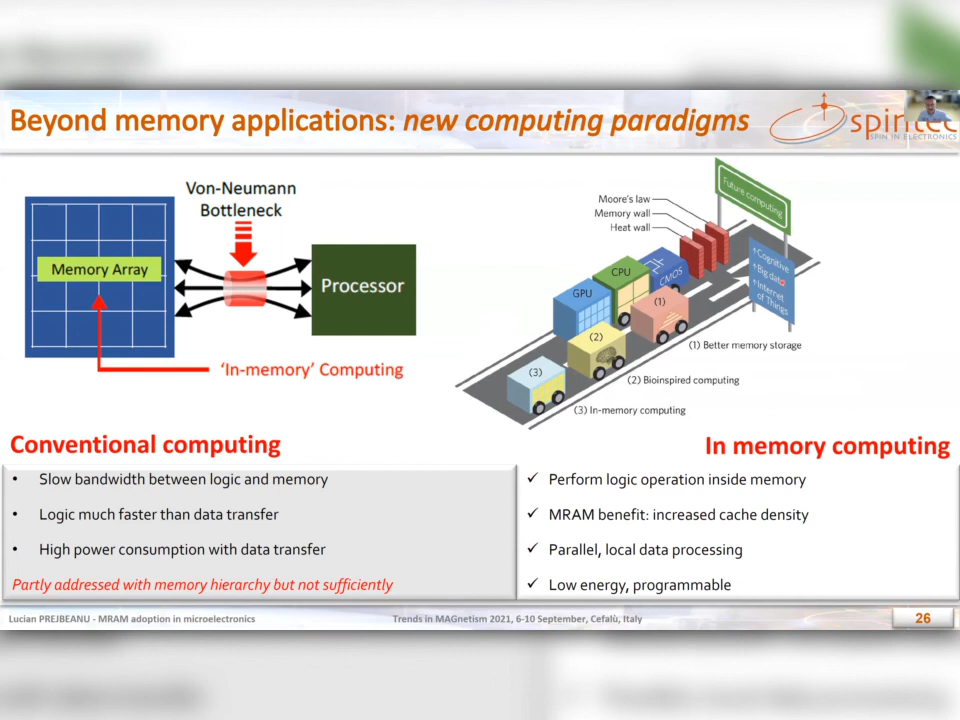 Beyond memory applications: new computing paradigms
spintec
SPIN IN ELECTRONICS
Von-Neumann
Bottleneck
Memory Array
Processor
'In-memory' Computing
Moore's law
Memory wall
Heat wall
Future computing
Cognitive
Big data
Internet
of Things
GPU
CPU
CMOS
(1)
(2)
(3)
(1) Better memory storage
(2) Bioinspired computing
(3) In-memory computing
Conventional computing
• Slow bandwidth between logic and memory
• Logic much faster than data transfer
• High power consumption with data transfer
Partly addressed with memory hierarchy but not sufficiently
In memory computing
✓ Perform logic operation inside memory
✓ MRAM benefit: increased cache density
✓ Parallel, local data processing
✓ Low energy, programmable
Lucian PREJBEANU - MRAM adoption in microelectronics
Trends in MAGnetism 2021, 6-10 September, Cefalù, Italy
26